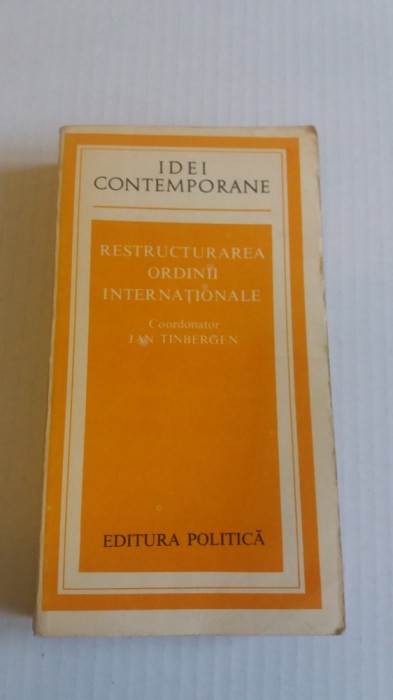 IDEI
CONTEMPORANE
RESTRUCTURAREA
ORDINII
INTERNAȚIONALE
Coordonator
JAN TINBERGEN
EDITURA POLITICĂ